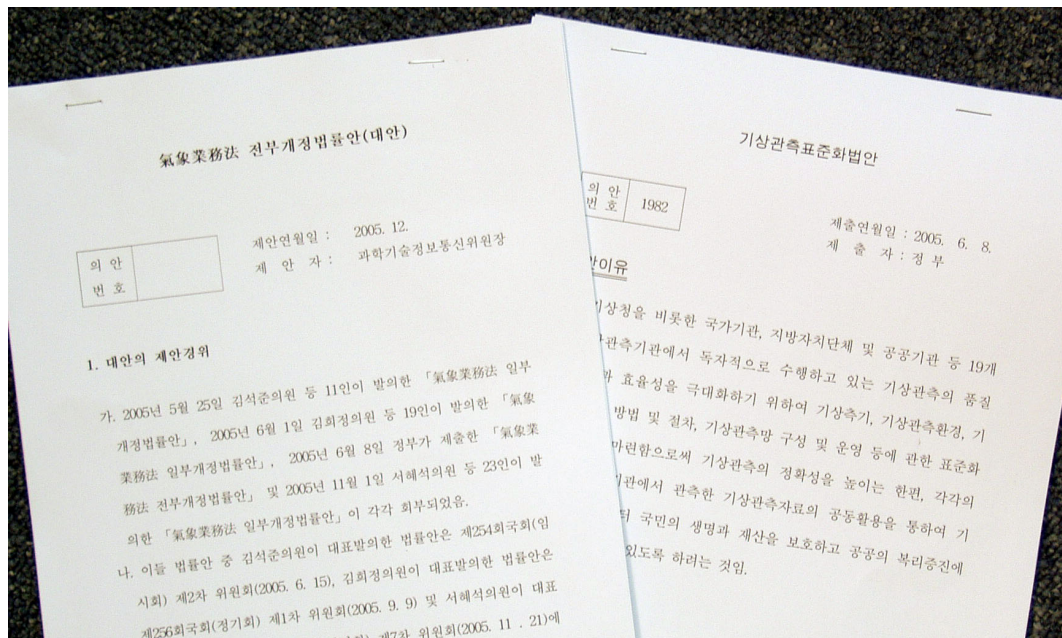 氣象業務法 전부개정법률안(대안)
의 안
번 호
제안연월일 : 2005. 12.
제 안 자 : 과학기술정보통신위원장
1. 대안의 제안경위
가. 2005년 5월 25일 김석준의원 등 11인이 발의한 「氣象業務法 일부
개정법률안」, 2005년 6월 1일 김희정의원 등 19인이 발의한 「氣象
業務法 일부개정법률안」, 2005년 6월 8일 정부가 제출한 「氣象業
務法 전부개정법률안」 및 2005년 11월 1일 서혜석의원 등 23인이 발
의한 「氣象業務法 일부개정법률안」이 각각 회부되었음.
나. 이들 법률안 중 김석준의원이 대표발의한 법률안은 제254회국회(임
시회) 제2차 위원회(2005. 6. 15), 김희정의원이 대표발의한 법률안은
제256회국회(정기회) 제1차 위원회(2005. 9. 9) 및 서혜석의원이 대표
제7차 위원회(2005. 11 . 21)에
기상관측표준화법안
의 안
번 호
1982
제출연월일 : 2005. 6. 8.
제 출 자 : 정 부
안이유
기상청을 비롯한 국가기관, 지방자치단체 및 공공기관 등 19개
관측기관에서 독자적으로 수행하고 있는 기상관측의 품질
과 효율성을 극대화하기 위하여 기상측기, 기상관측환경, 기
방법 및 절차, 기상관측망 구성 및 운영 등에 관한 표준화
마련함으로써 기상관측의 정확성을 높이는 한편, 각각의
기관에서 관측한 기상관측자료의 공동활용을 통하여 기
터 국민의 생명과 재산을 보호하고 공공의 복리증진에
있도록 하려는 것임.